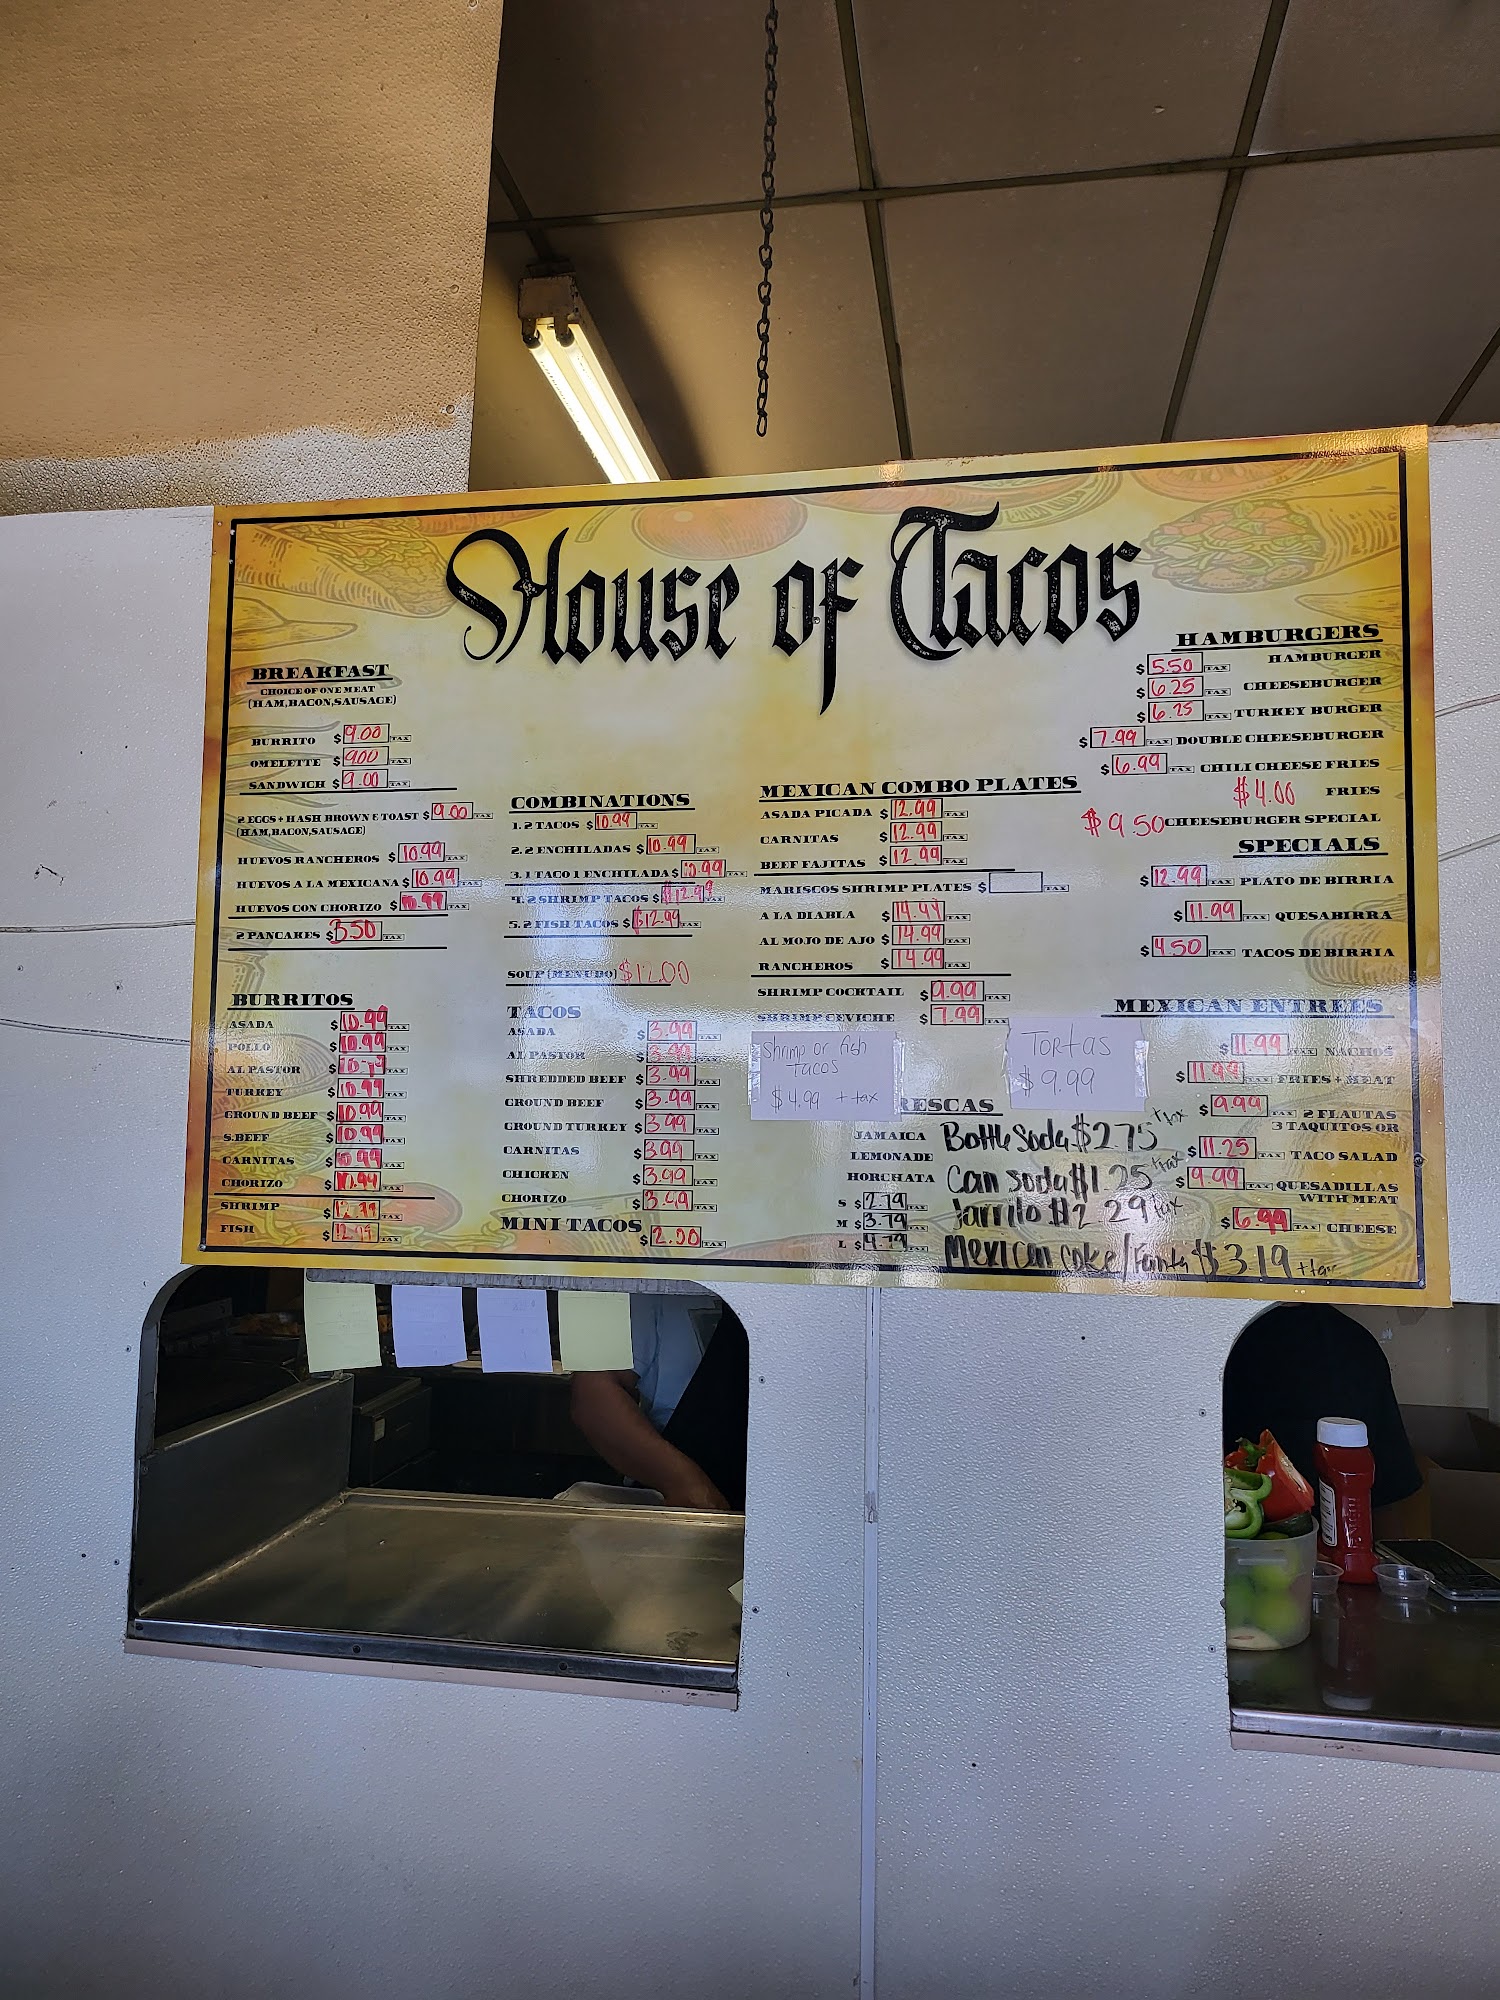 House of Tacos
BREAKFAST
CHOICE OF ONE MEAT
(HAM,BACON,SAUSAGE)
BURRITO $9.00 TAX
OMELETTE $9.00 TAX
SANDWICH $9.00 TAX
2 EGGS + HASH BROWN & TOAST $9.00 TAX
(HAM,BACON,SAUSAGE)
HUEVOS RANCHEROS $10.99 TAX
HUEVOS A LA MEXICANA $10.99 TAX
HUEVOS CON CHORIZO $10.99 TAX
2 PANCAKES $3.50 TAX
BURRITOS
ASADA $10.99 TAX
POLLO $10.99 TAX
AL PASTOR $10.99 TAX
TURKEY $10.99 TAX
GROUND BEEF $10.99 TAX
S.BEEF $10.99 TAX
CARNITAS $10.99 TAX
CHORIZO $10.99 TAX
SHRIMP $12.99 TAX
FISH $12.99 TAX
COMBINATIONS
1. 2 TACOS $10.99 TAX
2. 2 ENCHILADAS $10.99 TAX
3. 1 TACO 1 ENCHILADA $10.99 TAX
4. 2 SHRIMP TACOS $12.99 TAX
5. 2 FISH TACOS $12.99 TAX
SOUP (MENUDO) $12.00
TACOS
ASADA $3.99 TAX
AL PASTOR $3.99 TAX
SHREDDED BEEF $3.99 TAX
GROUND BEEF $3.99 TAX
GROUND TURKEY $3.99 TAX
CARNITAS $3.99 TAX
CHICKEN $3.99 TAX
CHORIZO $3.99 TAX
MINI TACOS $2.50 TAX
MEXICAN COMBO PLATES
ASADA PICADA $12.99 TAX
CARNITAS $12.99 TAX
BEEF FAJITAS $12.99 TAX
MARISCOS SHRIMP PLATES $ TAX
A LA DIABLA $14.99 TAX
AL MOJO DE AJO $14.99 TAX
RANCHEROS $14.99 TAX
SHRIMP COCKTAIL $9.99 TAX
SHRIMP CEVICHE $7.99 TAX
Shrimp or fish
tacos
$4.99 + tax
Tortas
$9.99
RESCAS
JAMAICA
LEMONADE
HORCHATA
S $2.79 TAX
M $3.79 TAX
L $4.79 TAX
Bottle Soda $2.75 + tax
Can soda $1.25 + tax
Jarrito $2.29 tax
Mexican coke/Fanta $3.19 + tax
HAMBURGERS
$5.50 TAX HAMBURGER
$6.25 TAX CHEESEBURGER
$6.25 TAX TURKEY BURGER
$7.99 TAX DOUBLE CHEESEBURGER
$6.99 TAX CHILI CHEESE FRIES
$4.00 FRIES
$9.50 CHEESEBURGER SPECIAL
SPECIALS
$12.99 TAX PLATO DE BIRRIA
$11.99 TAX QUESABIRRA
$4.50 TAX TACOS DE BIRRIA
MEXICAN ENTREES
$11.99 TAX NACHOS
$11.99 TAX FRIES + MEAT
$9.99 TAX 2 FLAUTAS
3 TAQUITOS OR
$11.25 TAX TACO SALAD
$9.99 TAX QUESADILLAS
WITH MEAT
$6.99 TAX CHEESE